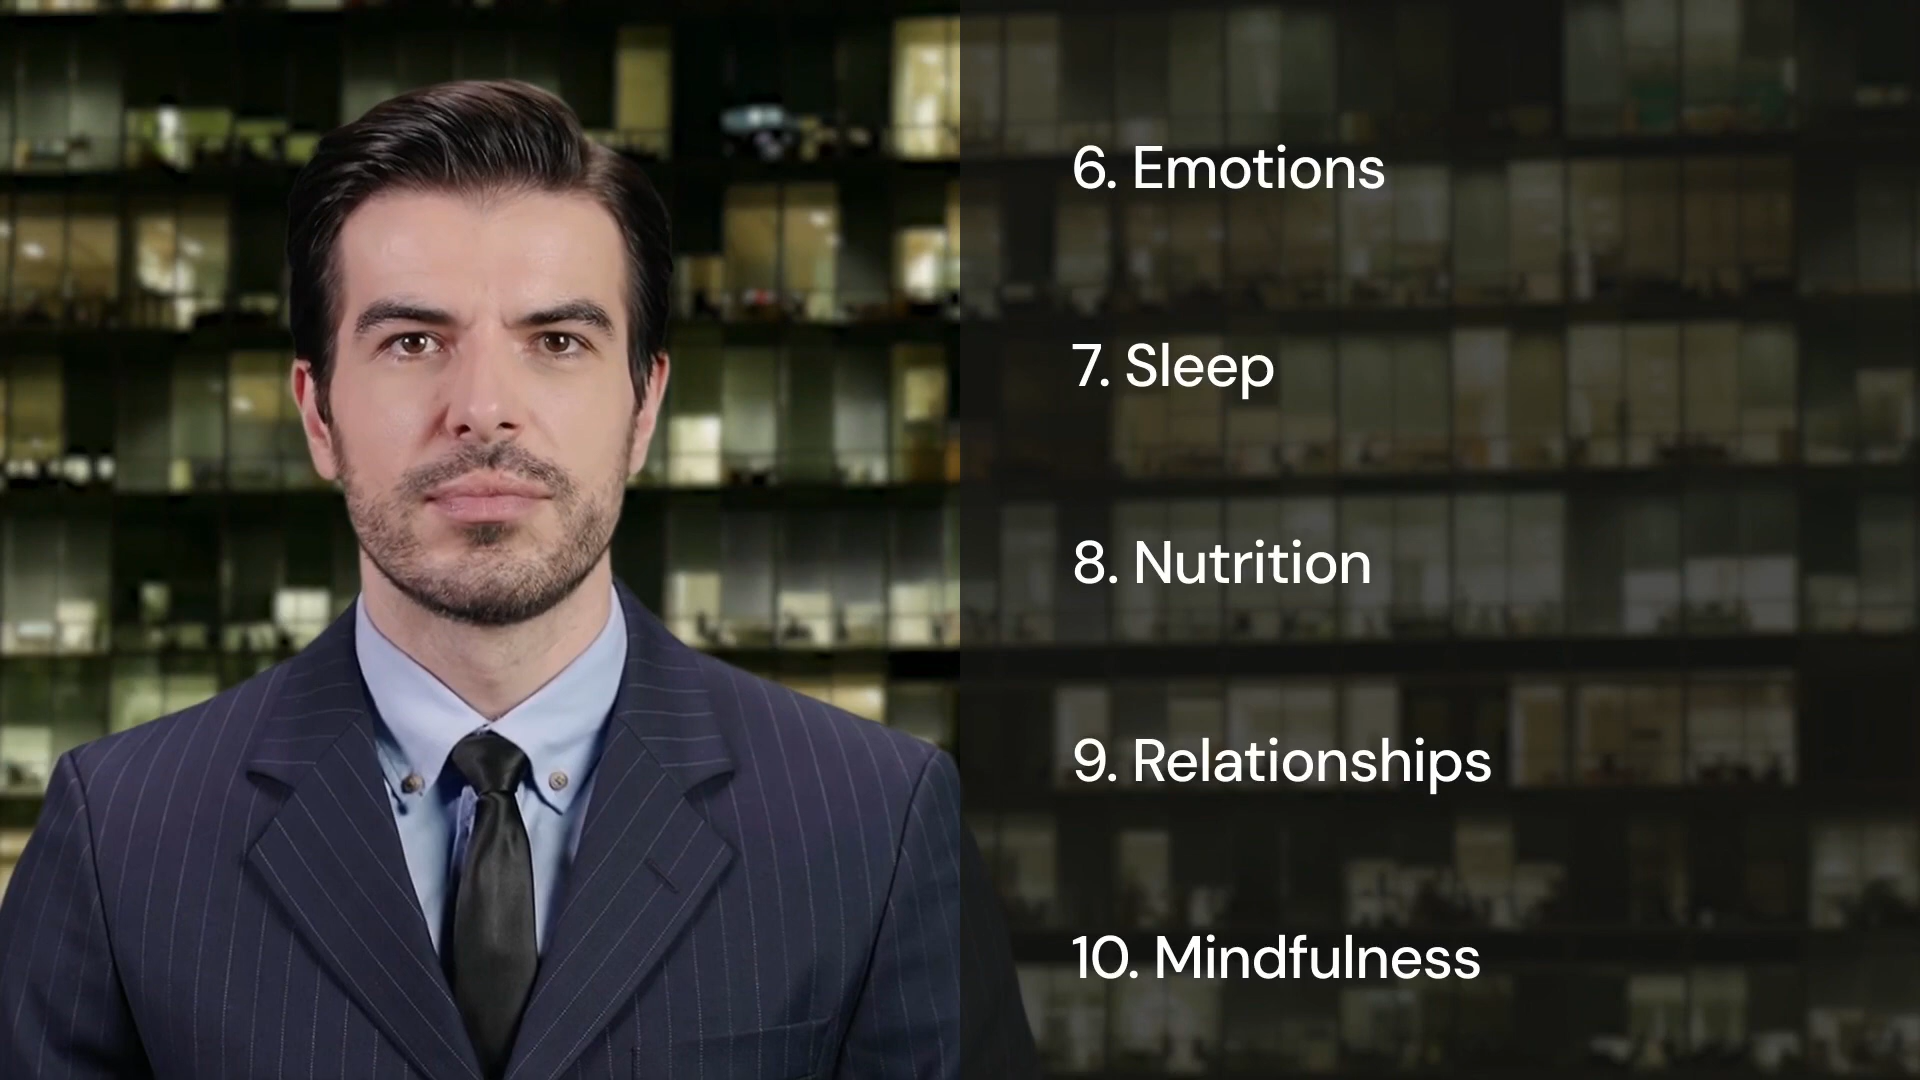 6. Emotions
7. Sleep
8. Nutrition
9. Relationships
10. Mindfulness